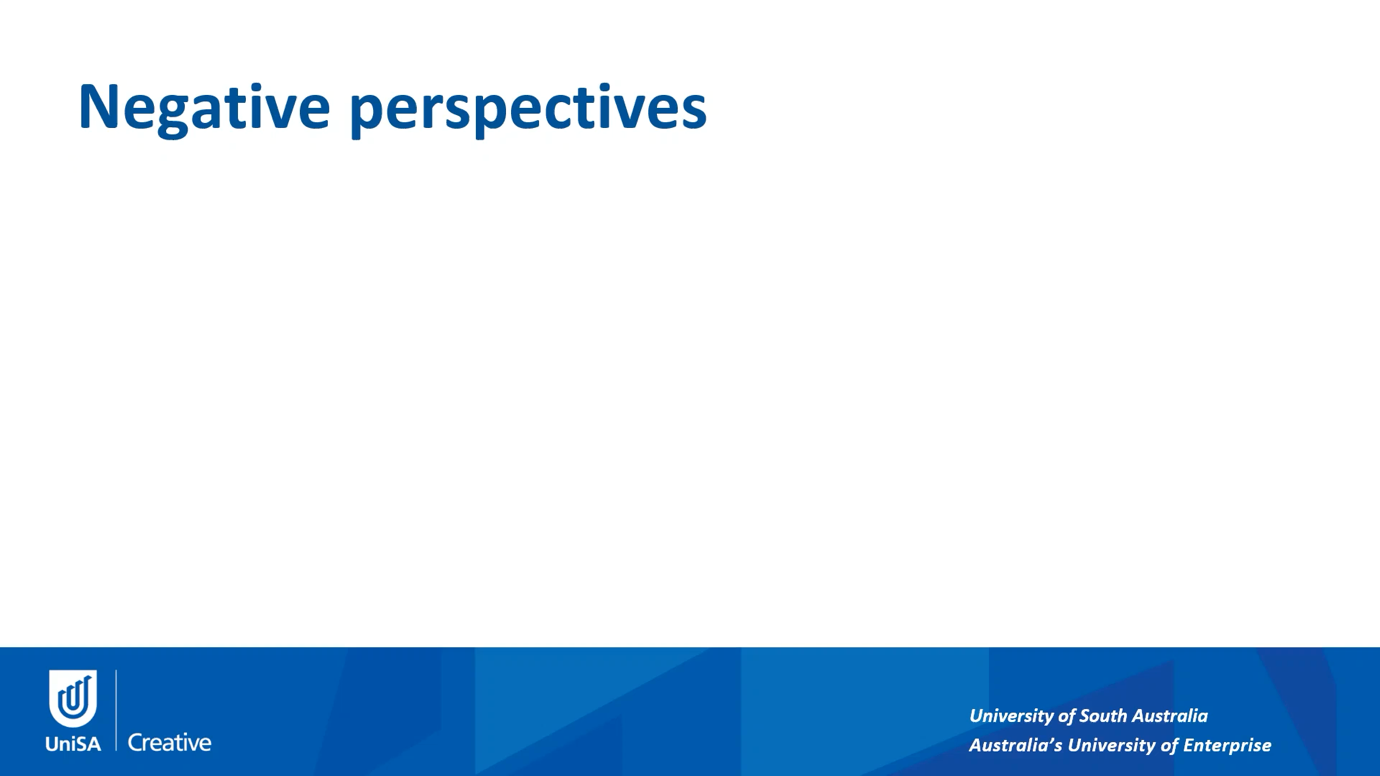 Negative perspectives
UniSA
Creative
University of South Australia
Australia’s University of Enterprise